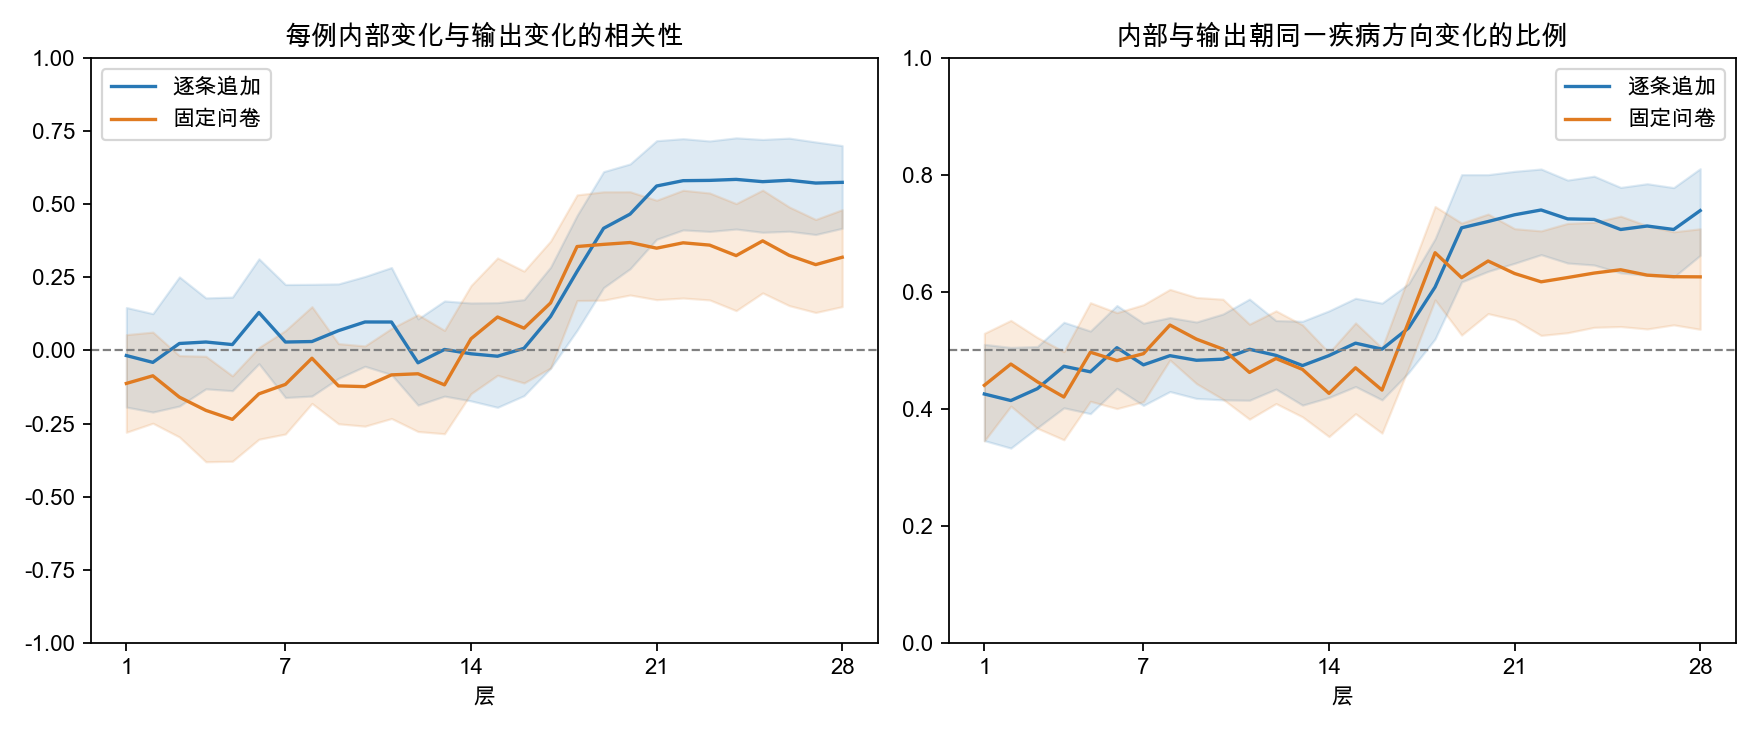 每例内部变化与输出变化的相关性
1.00
0.75
0.50
0.25
0.00
-0.25
-0.50
-0.75
-1.00
逐条追加
固定问卷
1 7 14 21 28
层
内部与输出朝同一疾病方向变化的比例
1.0
0.8
0.6
0.4
0.2
0.0
逐条追加
固定问卷
1 7 14 21 28
层